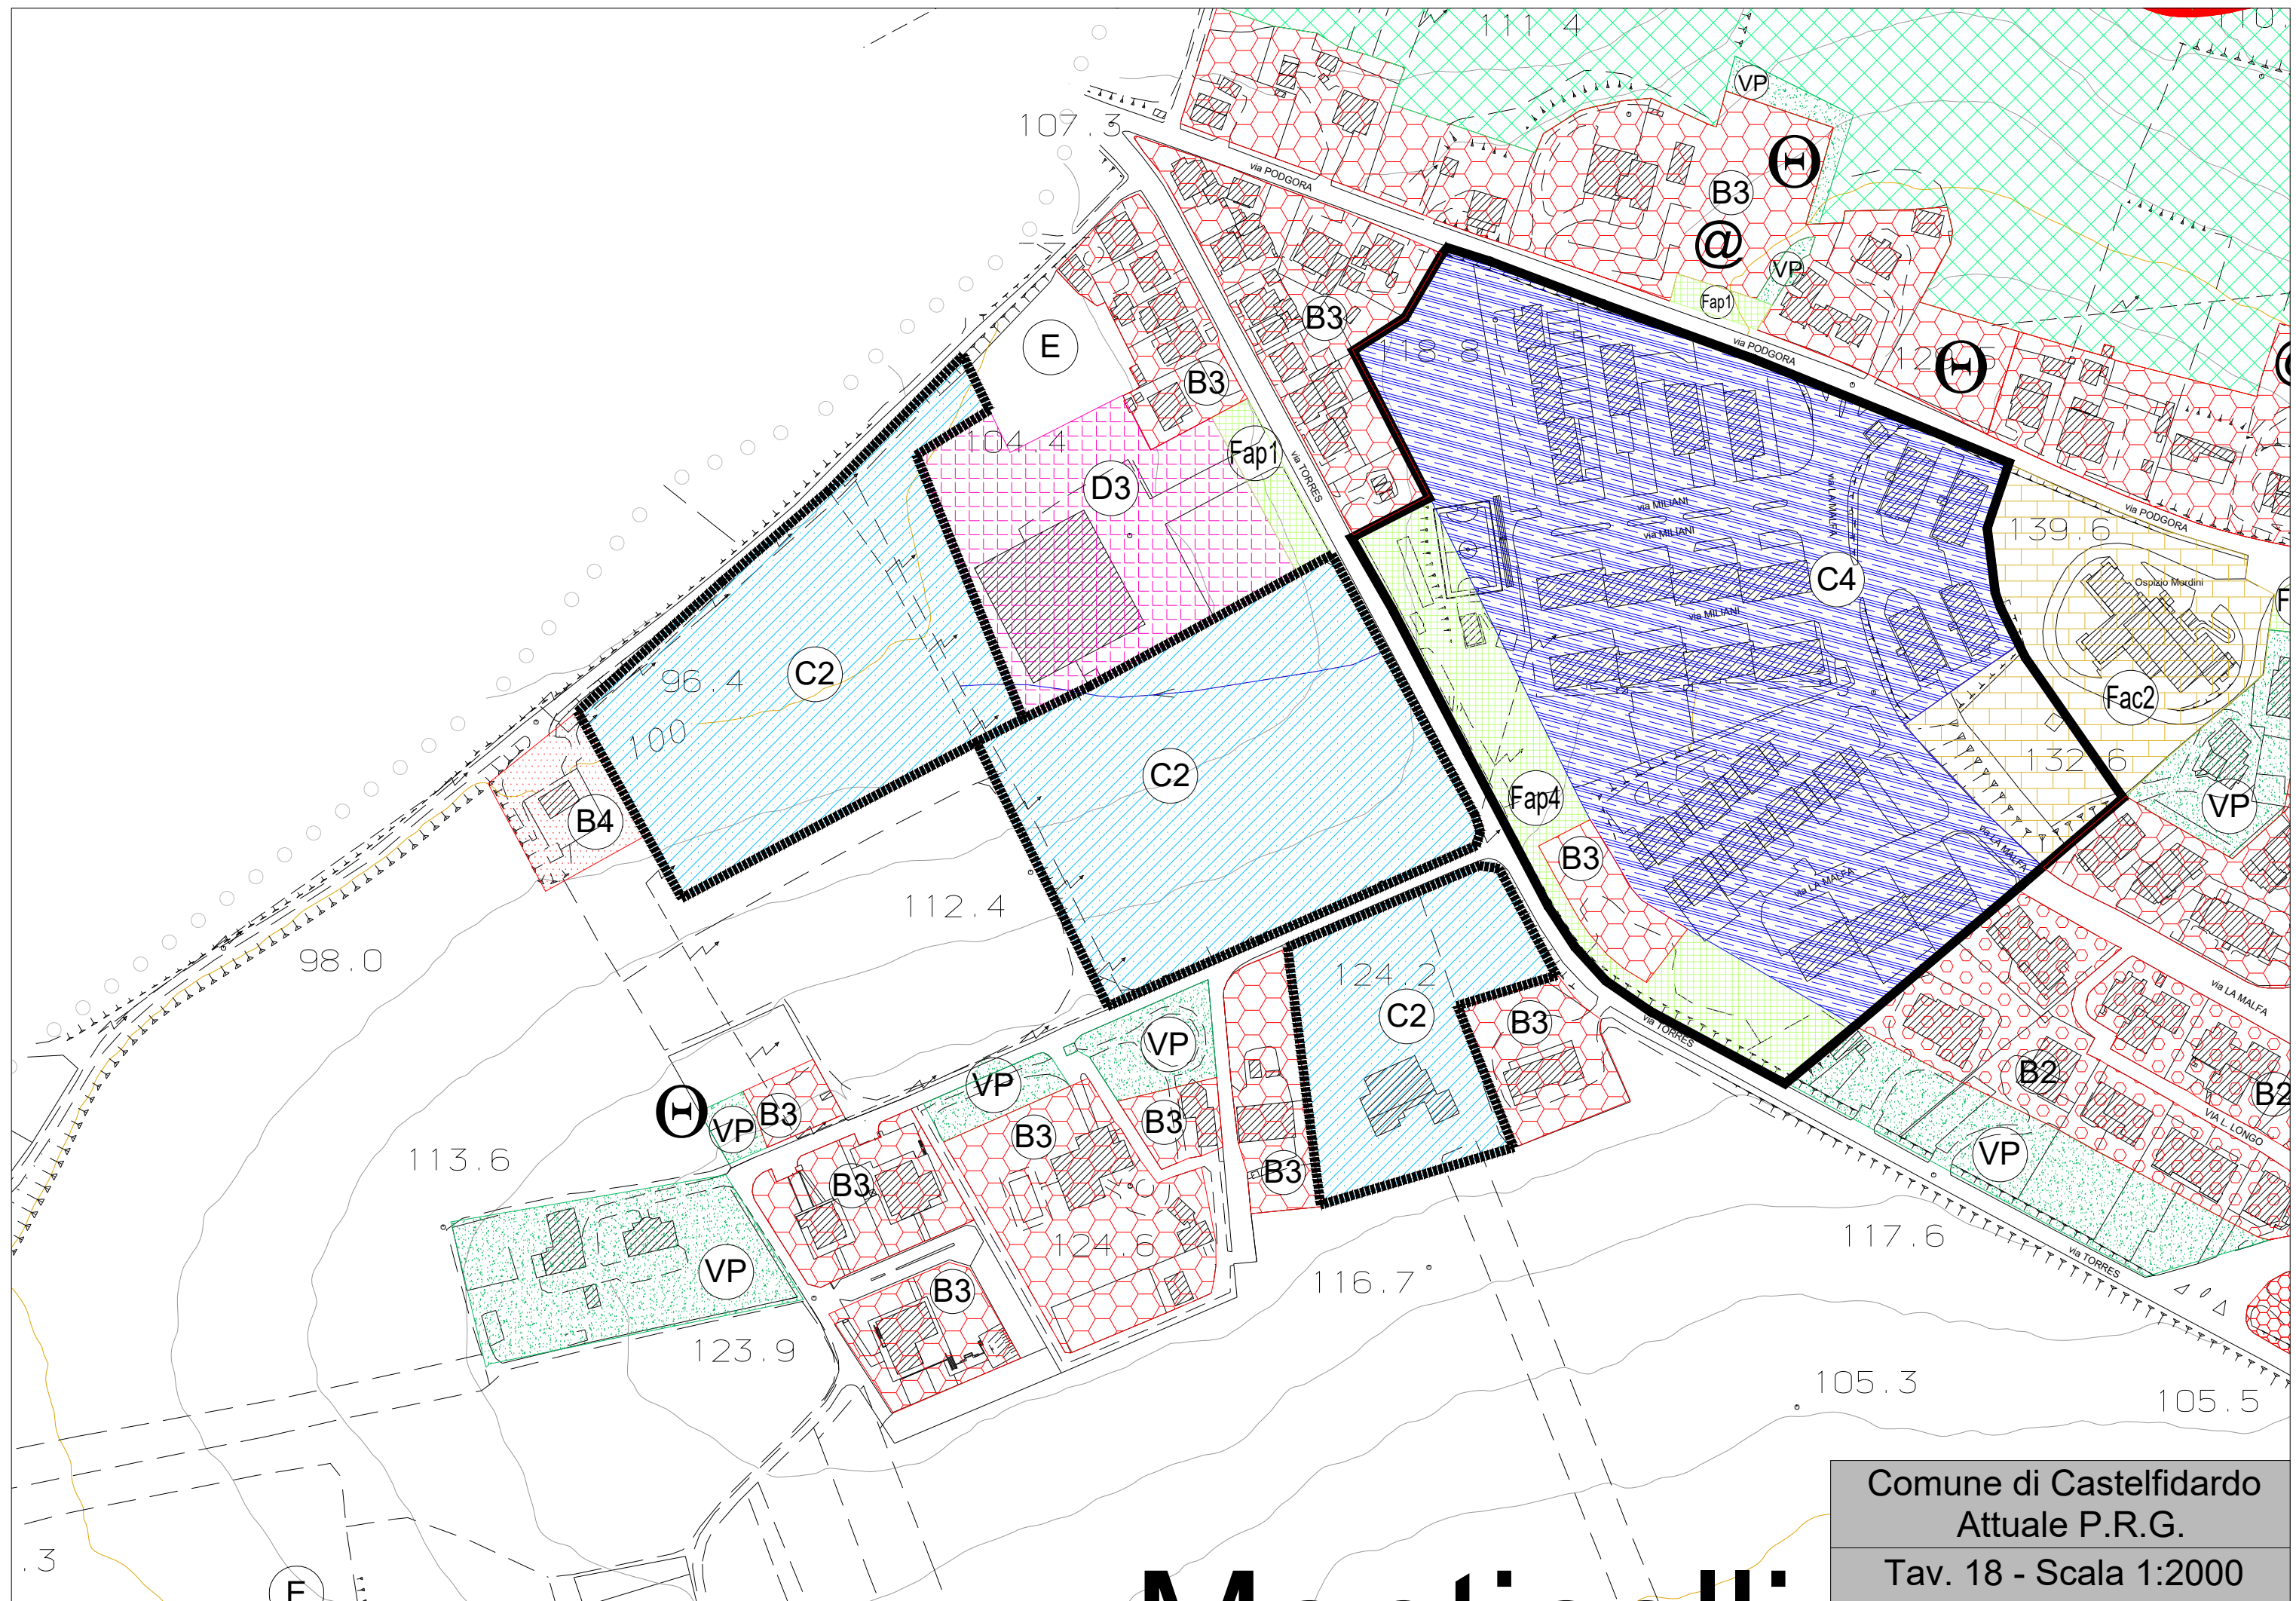 111.4
VP
107.3
via PODGORA
Θ
B3
@
VP
Fap1
B3
118.8
via PODGORA
Θ
E
B3
104.4
Fap1
D3
via TORRES
via LA MALFA
via MILIANI
via MILIANI
C4
via PODGORA
139.6
Ospizio Mordini
via MILIANI
C2
96.4
100
Fac2
132.6
C2
Fap4
VP
B4
B3
via LA MALFA
via LA MALFA
112.4
98.0
124.2
C2
B3
via TORRES
via LA MALFA
VP
VP
Θ
VP
B3
B3
B3
B2
B2
VIA L. LONGO
113.6
B3
B3
VP
124.6
117.6
via TORRES
VP
B3
116.7
123.9
105.3
105.5
Comune di Castelfidardo
Attuale P.R.G.
Tav. 18 - Scala 1:2000
.3